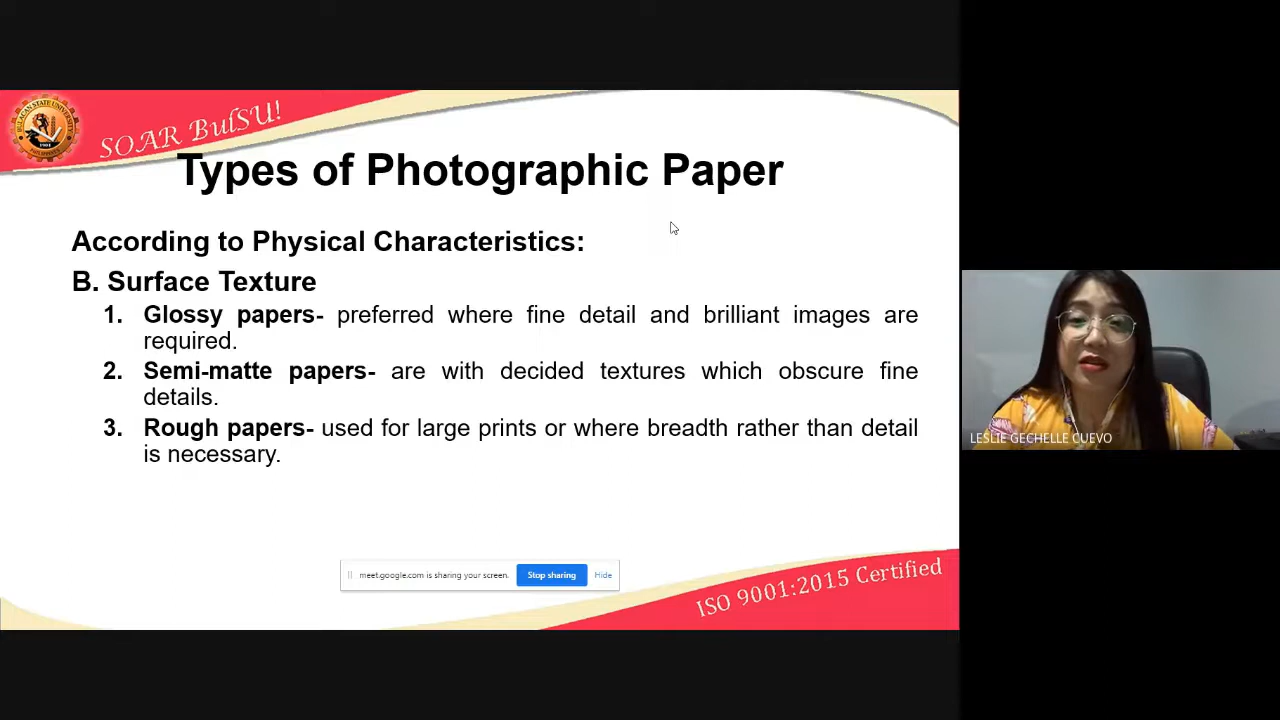 SOAR BulSU!
Types of Photographic Paper
According to Physical Characteristics:
B. Surface Texture
1. Glossy papers- preferred where fine detail and brilliant images are
required.
2. Semi-matte papers- are with decided textures which obscure fine
details.
3. Rough papers- used for large prints or where breadth rather than detail
is necessary.
LESLIE GECHELLE CUEVO
meet.google.com is sharing your screen. Stop sharing Hide
ISO 9001:2015 Certified